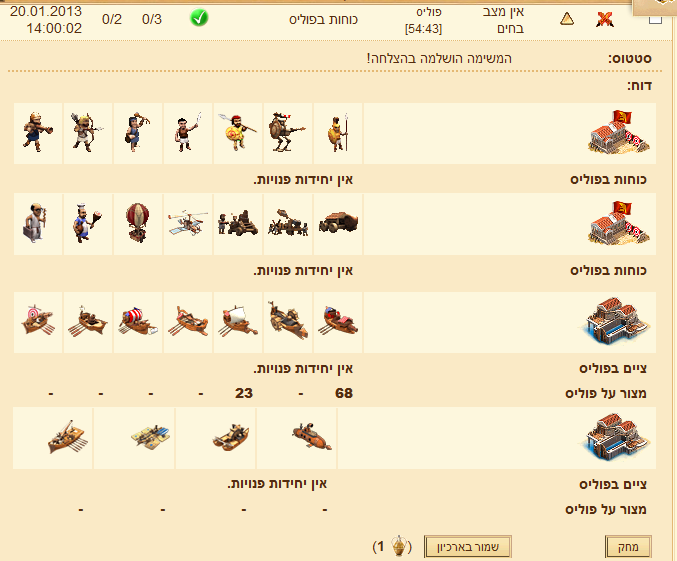 אין מצב בחים פוליס [54:43] כוחות בפוליס 0/3 0/2 20.01.2013 14:00:02
סטטוס: המשימה הושלמה בהצלחה!
דוח:
כוחות בפוליס אין יחידות פנויות.
כוחות בפוליס אין יחידות פנויות.
ציים בפוליס אין יחידות פנויות.
מצור על פוליס 68 - 23 - - - -
ציים בפוליס אין יחידות פנויות.
מצור על פוליס - - - -
מחק שמור בארכיון (1)